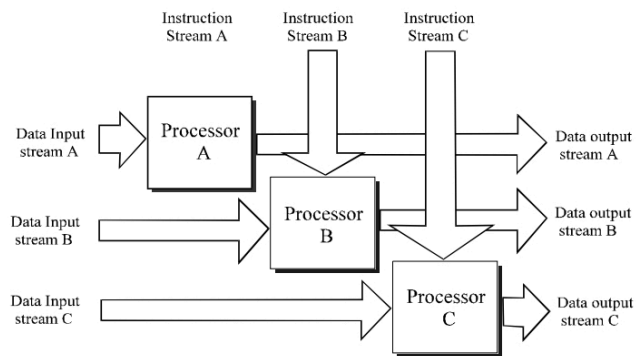 Instruction
Stream A
Instruction
Stream B
Instruction
Stream C
Data Input
stream A
Processor
A
Data output
stream A
Data Input
stream B
Processor
B
Data output
stream B
Data Input
stream C
Processor
C
Data output
stream C